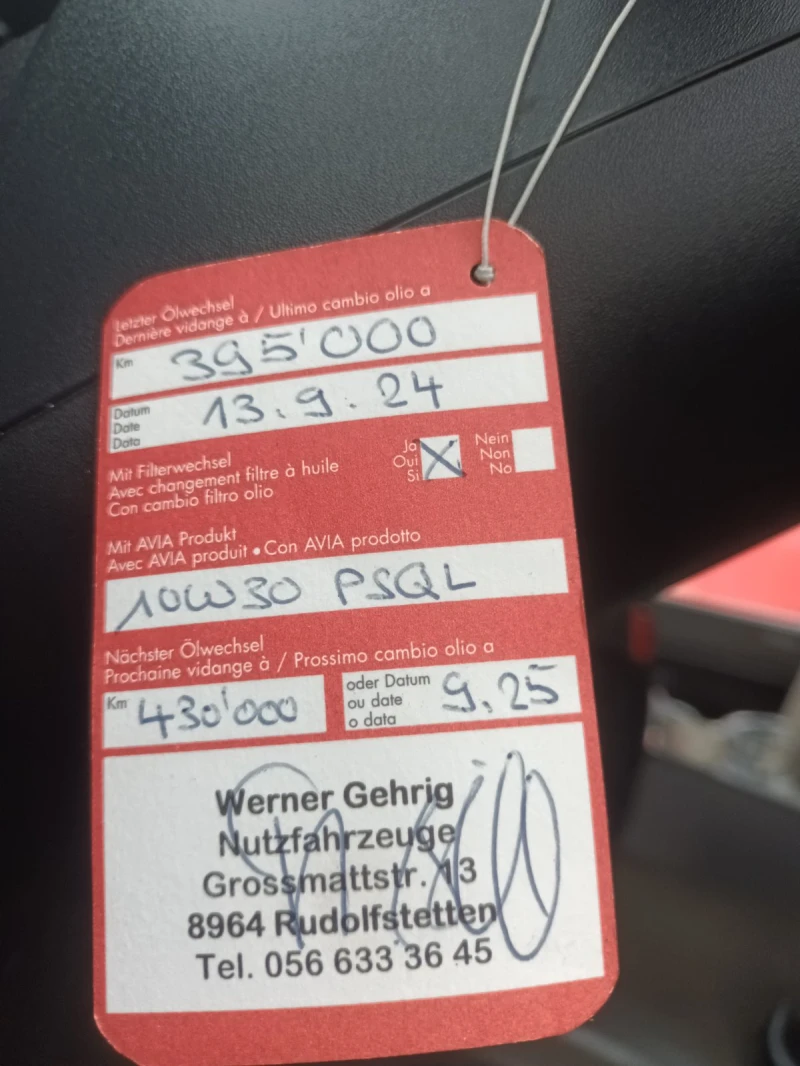 Letzter Ölwechsel
Dernière vidange à / Ultimo cambio olio a
Km 395'000
Datum
Date 13.9.24
Data
Mit Filterwechsel
Avec changement filtre à huile
Con cambio filtro olio
Ja
Oui X
Si
Nein
Non
No
Mit AVIA Produkt
Avec AVIA produit • Con AVIA prodotto
10W30 PSQL
Nächster Ölwechsel
Prochaine vidange à / Prossimo cambio olio a
Km 430'000
oder Datum
ou date 9.25
o data
Werner Gehrig
Nutzfahrzeuge
Grossmattstr. 13
8964 Rudolfstetten
Tel. 056 633 36 45